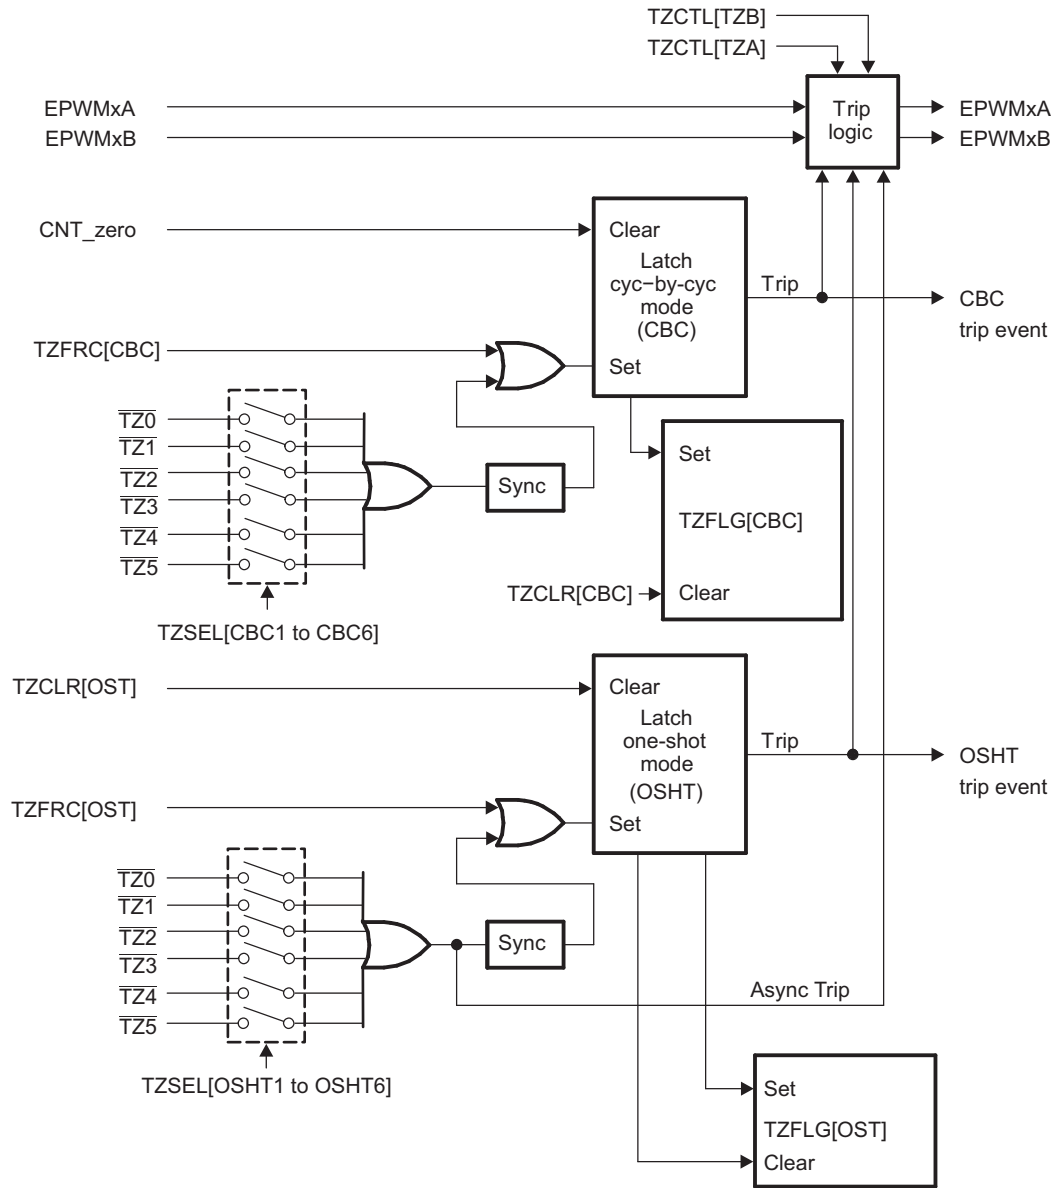 TZCTL[TZB]
TZCTL[TZA]
EPWMxA
EPWMxB
Trip
logic
EPWMxA
EPWMxB
CNT_zero
Clear
Latch
cyc−by-cyc
mode
(CBC)
Set
Trip
CBC
trip event
TZFRC[CBC]
TZ0
TZ1
TZ2
TZ3
TZ4
TZ5
Sync
TZSEL[CBC1 to CBC6]
Set
TZFLG[CBC]
Clear
TZCLR[CBC]
TZCLR[OST]
Clear
Latch
one-shot
mode
(OSHT)
Set
Trip
OSHT
trip event
TZFRC[OST]
TZ0
TZ1
TZ2
TZ3
TZ4
TZ5
Sync
Async Trip
TZSEL[OSHT1 to OSHT6]
Set
TZFLG[OST]
Clear